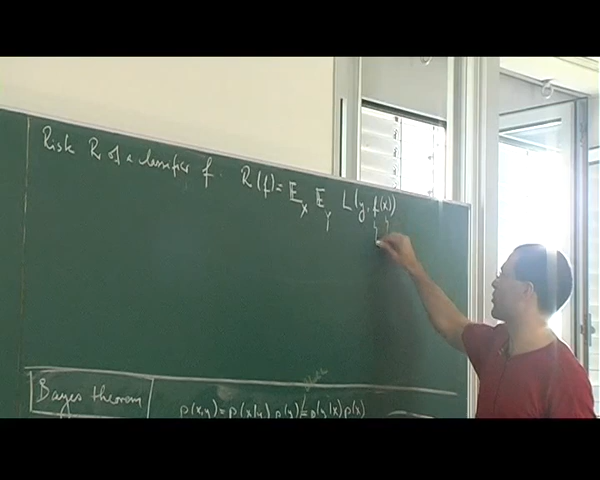 Risk R of a classifier f R(f) = 𝔼_X 𝔼_Y L(y, f(x))
Bayes theorem
p(x,y) = p(x|y) p(y) = p(y|x) p(x)